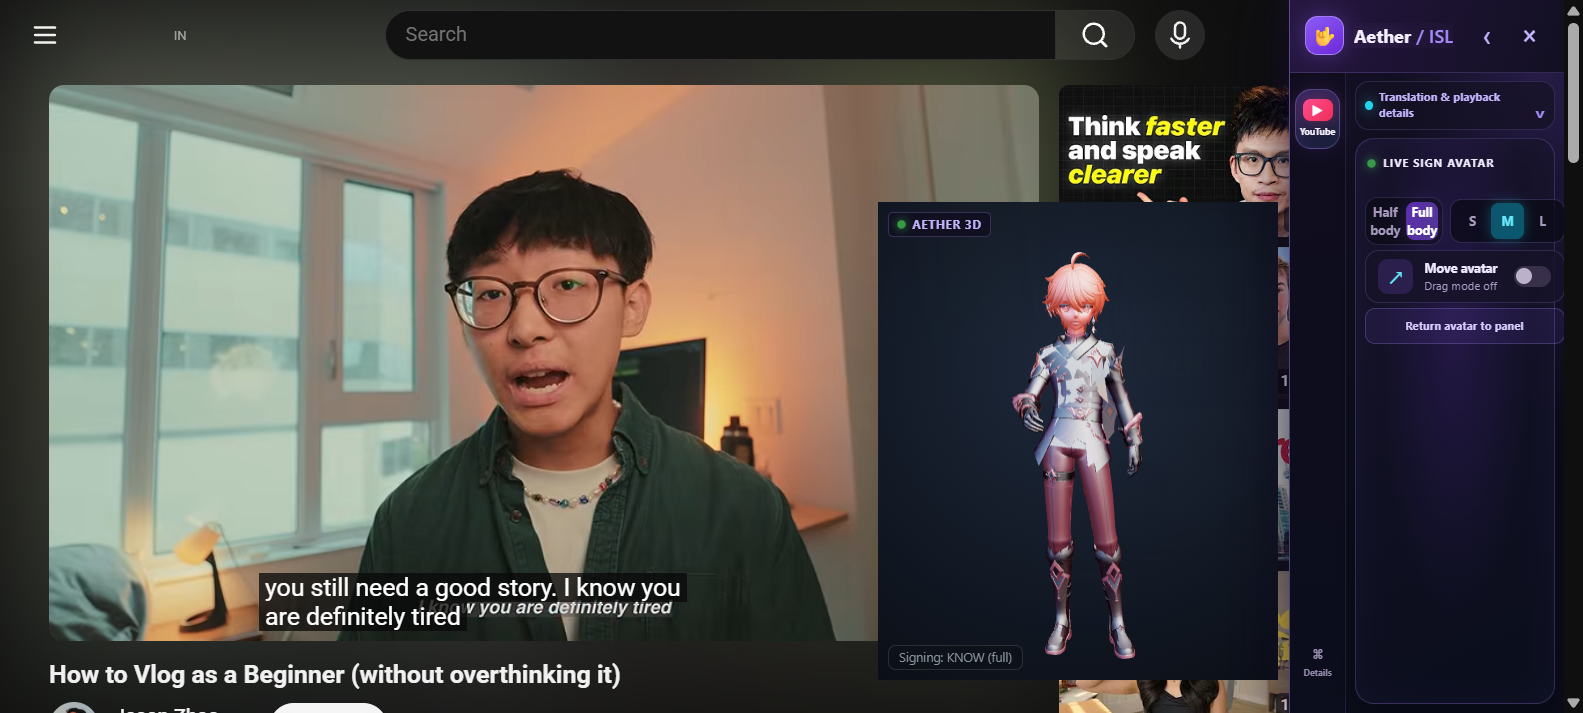 IN
Search
Think faster
and speak
clearer
AETHER 3D
Signing: KNOW (full)
you still need a good story. I know you
are definitely tired
know you are definitely tired
How to Vlog as a Beginner (without overthinking it)
1
1
Aether / ISL
YouTube
Translation & playback
details
LIVE SIGN AVATAR
Half
body
Full
body
S
M
L
Move avatar
Drag mode off
Return avatar to panel
Details